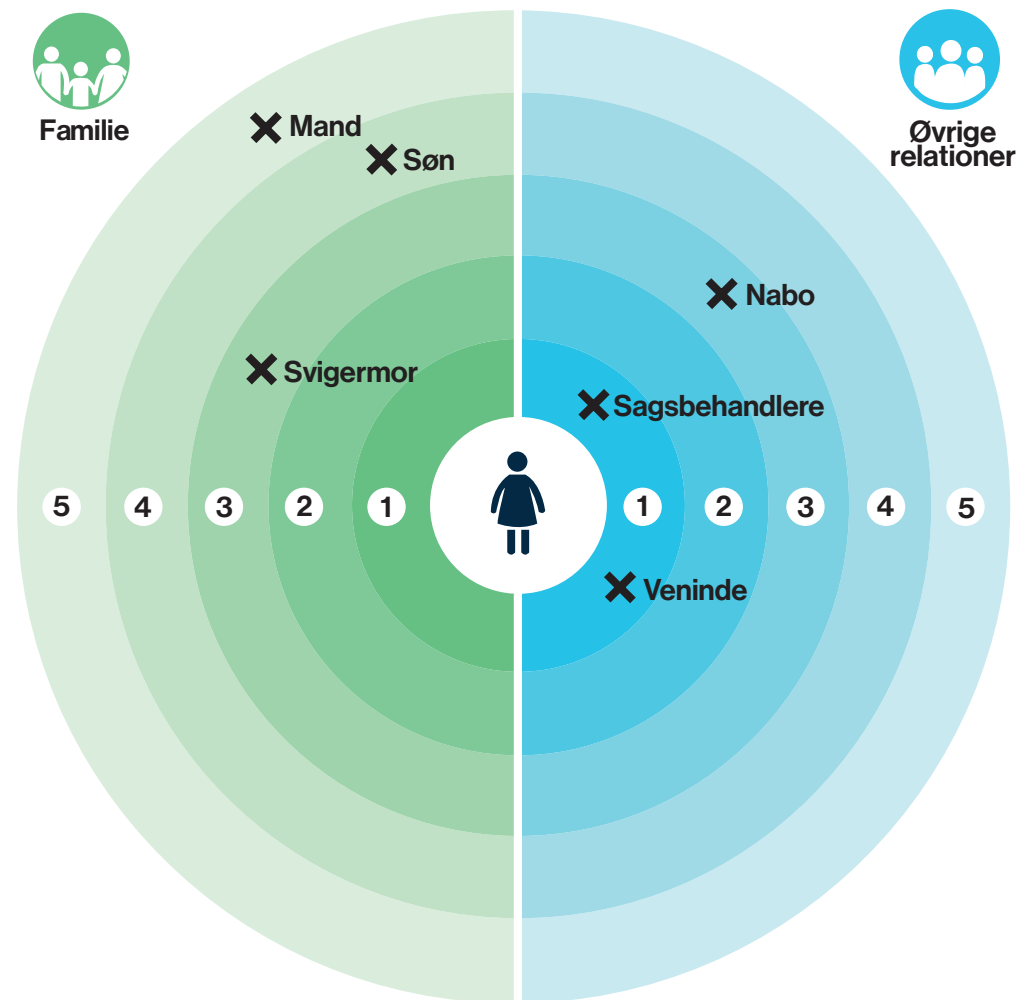 Familie
Øvrige
relationer
Mand
Søn
Nabo
Svigermor
Sagsbehandlere
5 4 3 2 1 1 2 3 4 5
Veninde